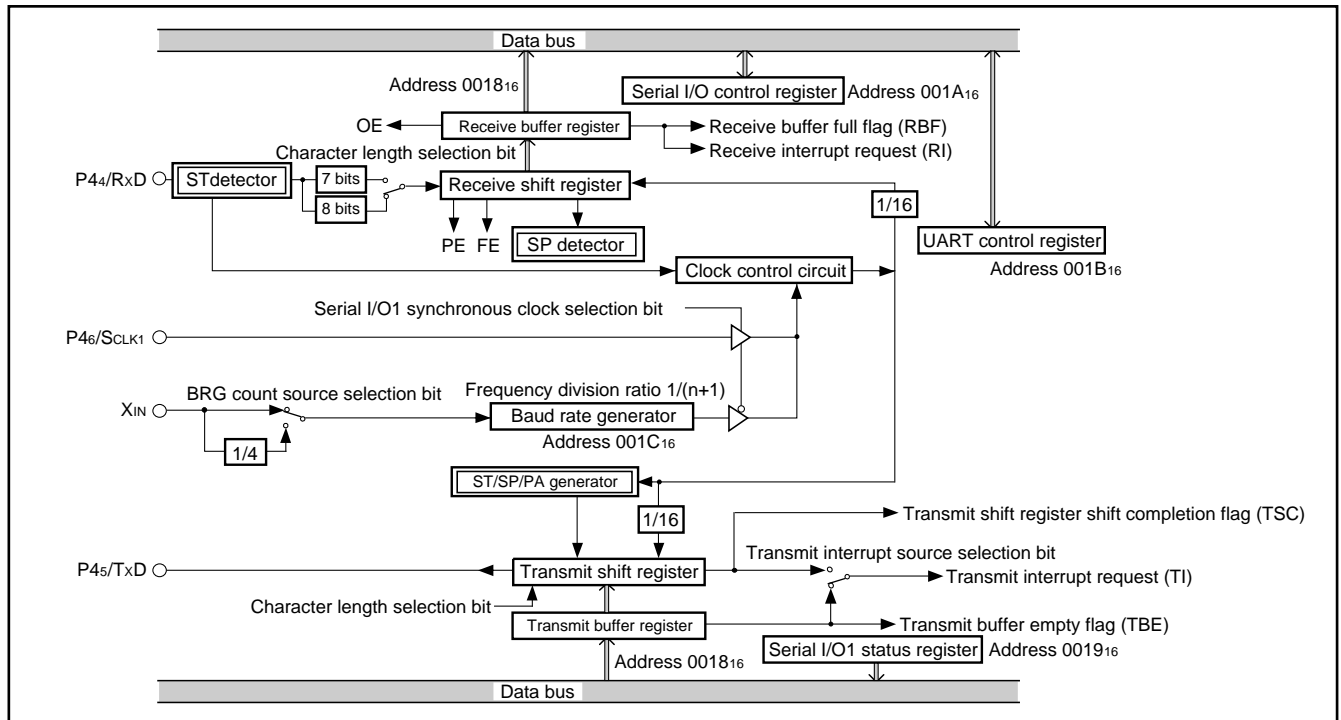 Data bus
Address 0018₁₆
Serial I/O control register Address 001A₁₆
OE Receive buffer register Receive buffer full flag (RBF)
Receive interrupt request (RI)
Character length selection bit
P4₄/RxD STdetector 7 bits Receive shift register
8 bits
1/16
PE FE SP detector UART control register
Address 001B₁₆
Clock control circuit
Serial I/O1 synchronous clock selection bit
P4₆/SCLK1
BRG count source selection bit Frequency division ratio 1/(n+1)
XIN Baud rate generator
Address 001C₁₆
1/4
ST/SP/PA generator
1/16
Transmit shift register shift completion flag (TSC)
Transmit interrupt source selection bit
P4₅/TxD Transmit shift register Transmit interrupt request (TI)
Character length selection bit
Transmit buffer register Transmit buffer empty flag (TBE)
Address 0018₁₆ Serial I/O1 status register Address 0019₁₆
Data bus